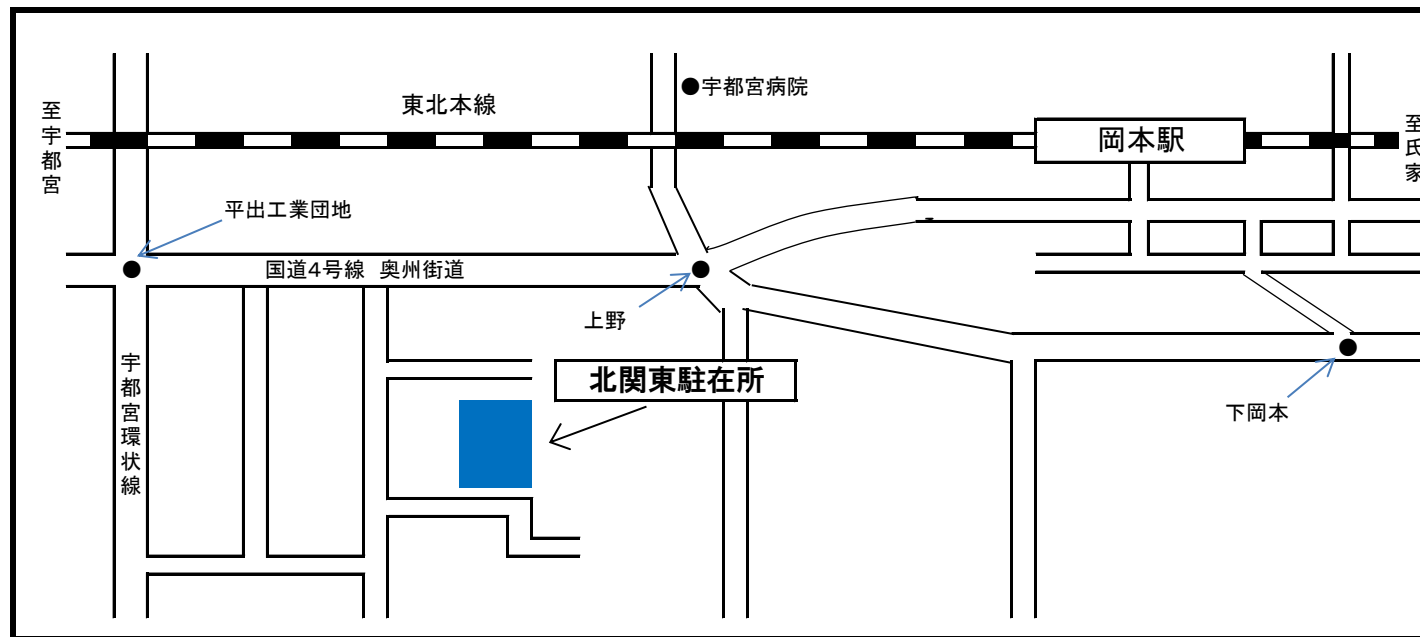 宇都宮病院
東北本線
至宇都宮
岡本駅
至氏家
平出工業団地
国道4号線 奥州街道
上野
宇都宮環状線
北関東駐在所
下岡本